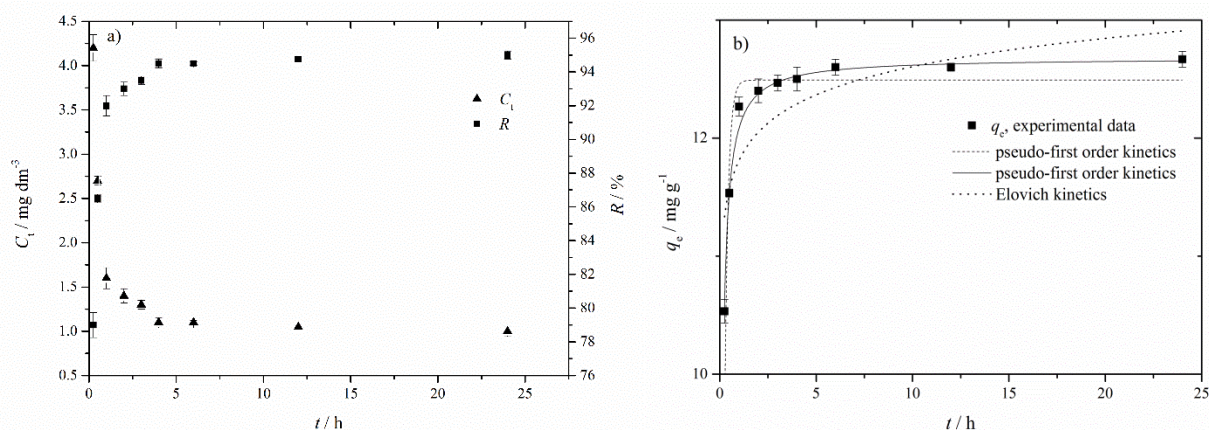 a)
4.5
4.0
3.5
3.0
2.5
2.0
1.5
1.0
0.5
C_t / mg dm⁻³
96
94
92
90
88
86
84
82
80
78
76
R / %
C_t
R
0 5 10 15 20 25
t / h
b)
12
10
q_e / mg g⁻¹
q_e, experimental data
pseudo-first order kinetics
pseudo-first order kinetics
Elovich kinetics
0 5 10 15 20 25
t / h